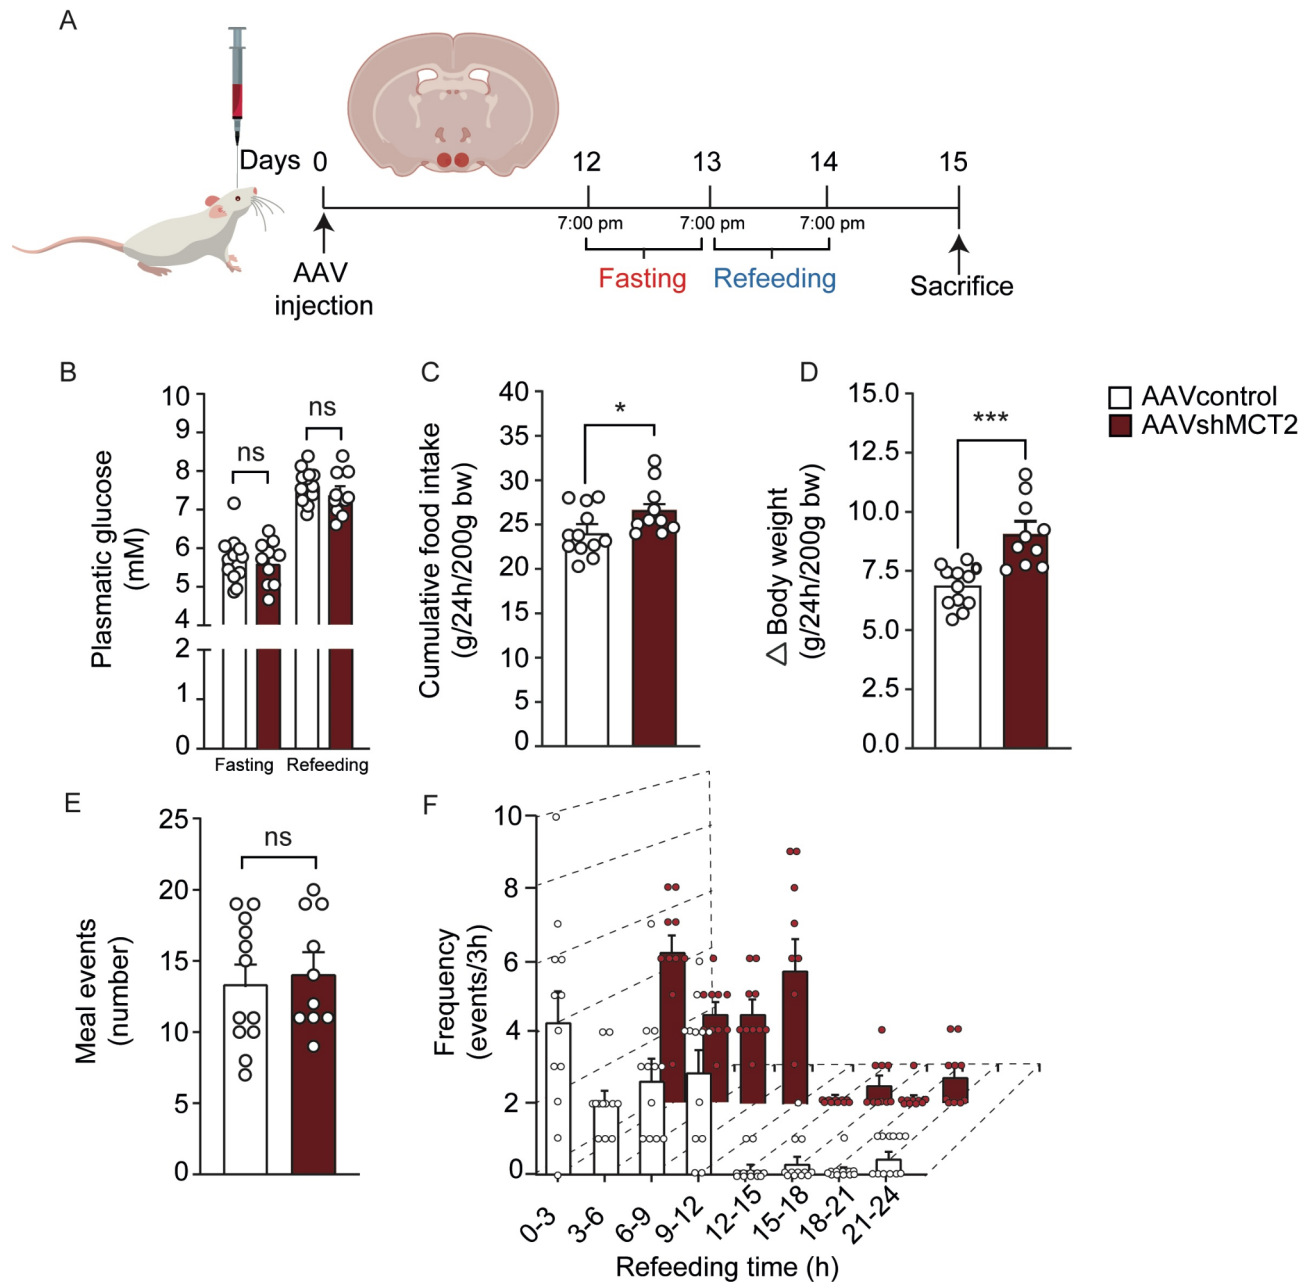 A
Days 0 12 13 14 15
7:00 pm 7:00 pm 7:00 pm
AAV
injection
Fasting
Refeeding
Sacrifice
B
Plasmatic glucose
(mM)
10
9
8
7
6
5
4
2
1
0
ns
ns
Fasting
Refeeding
C
Cumulative food intake
(g/24h/200g bw)
40
35
30
25
20
15
10
5
0
*
D
△ Body weight
(g/24h/200g bw)
15.0
12.5
10.0
7.5
5.0
2.5
0.0
***
AAVcontrol
AAVshMCT2
E
Meal events
(number)
25
20
15
10
5
0
ns
F
Frequency
(events/3h)
10
8
6
4
2
0
0-3
3-6
6-9
9-12
12-15
15-18
18-21
21-24
Refeeding time (h)